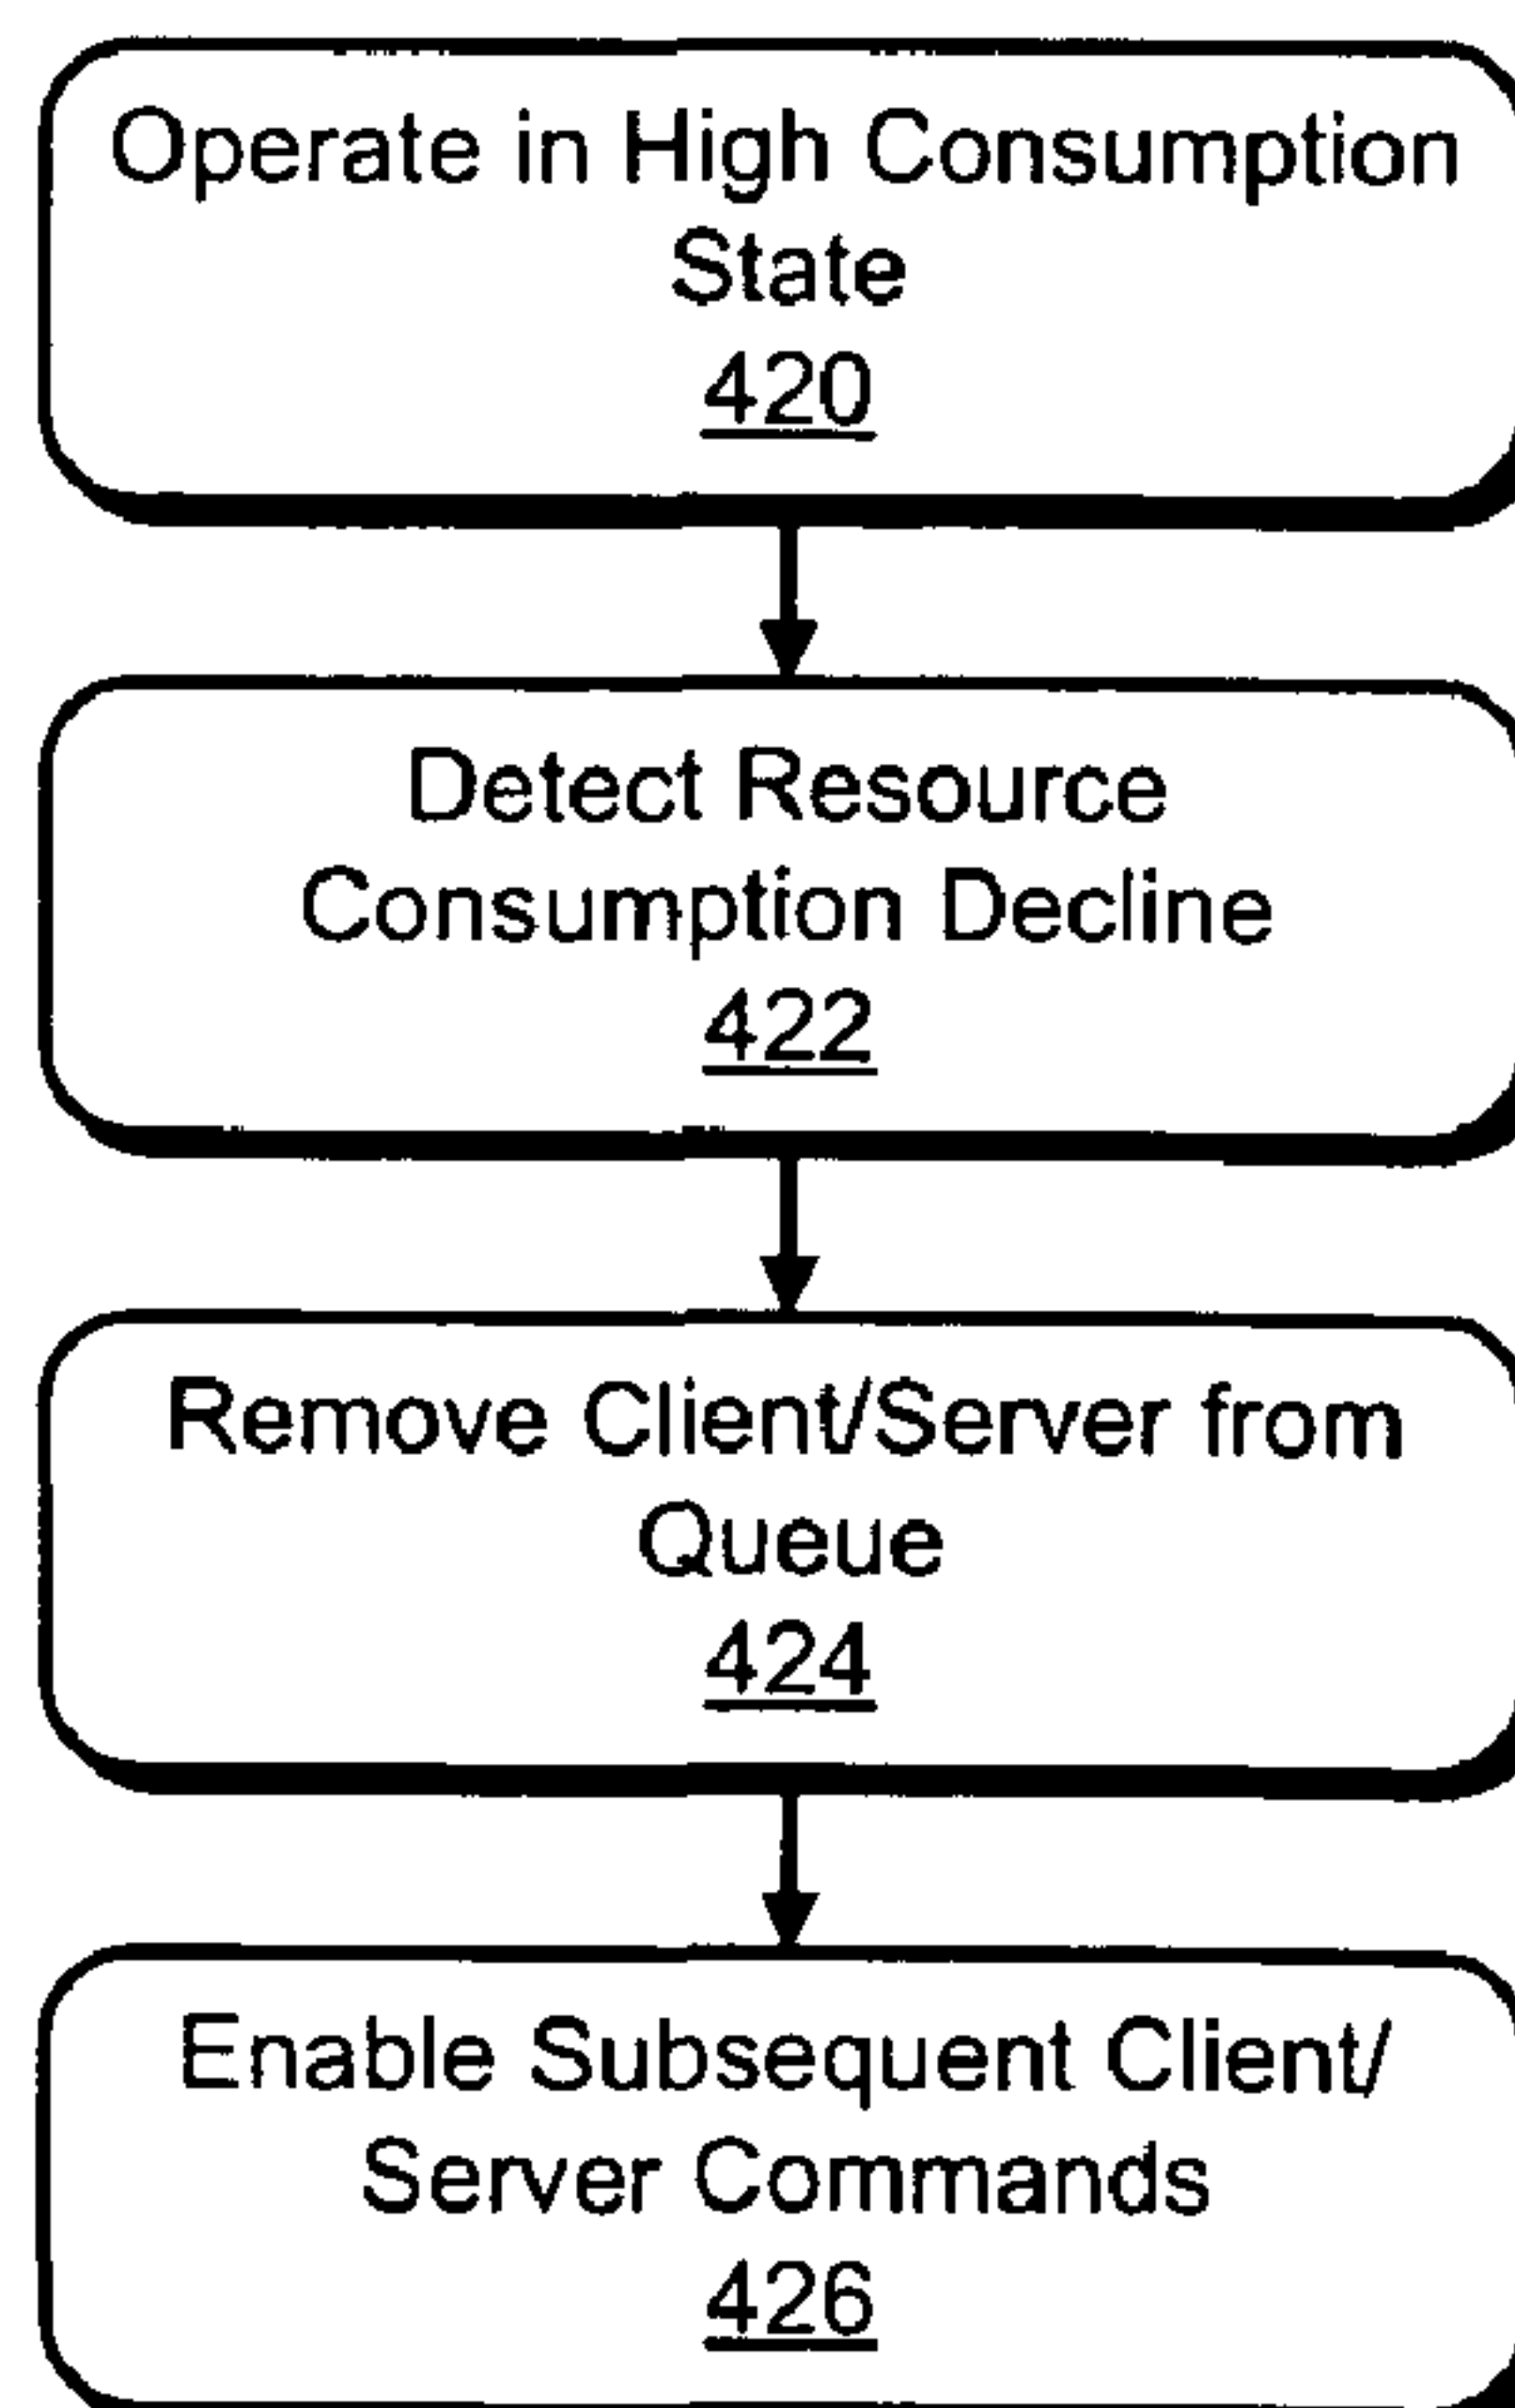 Operate in High Consumption
State
420
Detect Resource
Consumption Decline
422
Remove Client/Server from
Queue
424
Enable Subsequent Client/
Server Commands
426